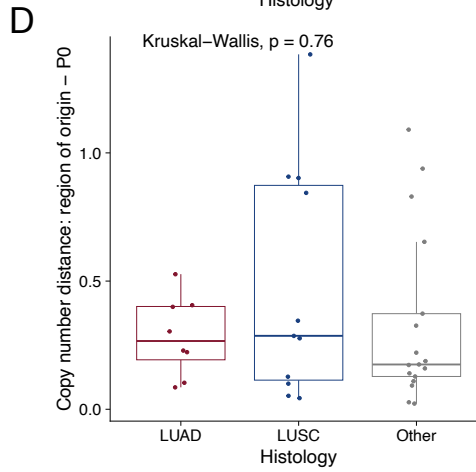 Histology
D
Kruskal−Wallis, p = 0.76
Copy number distance: region of origin − P0
1.0
0.5
0.0
LUAD LUSC Other
Histology